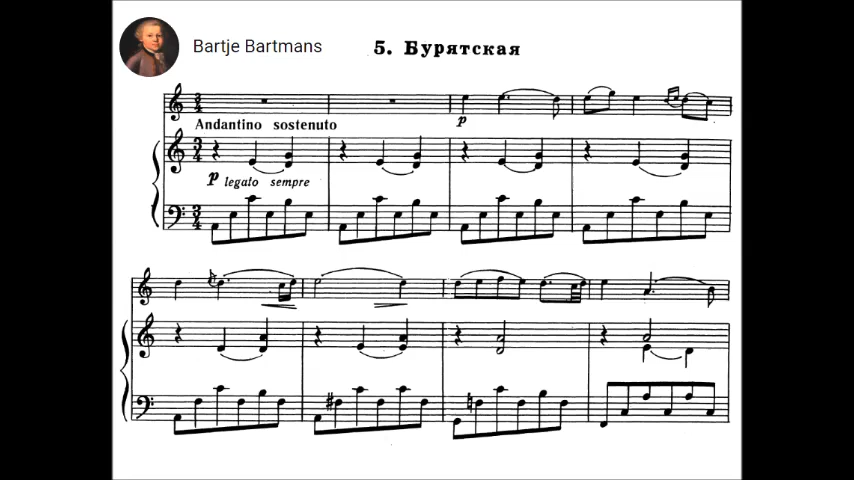 Bartje Bartmans
5. Бурятская
p
Andantino sostenuto
p legato sempre